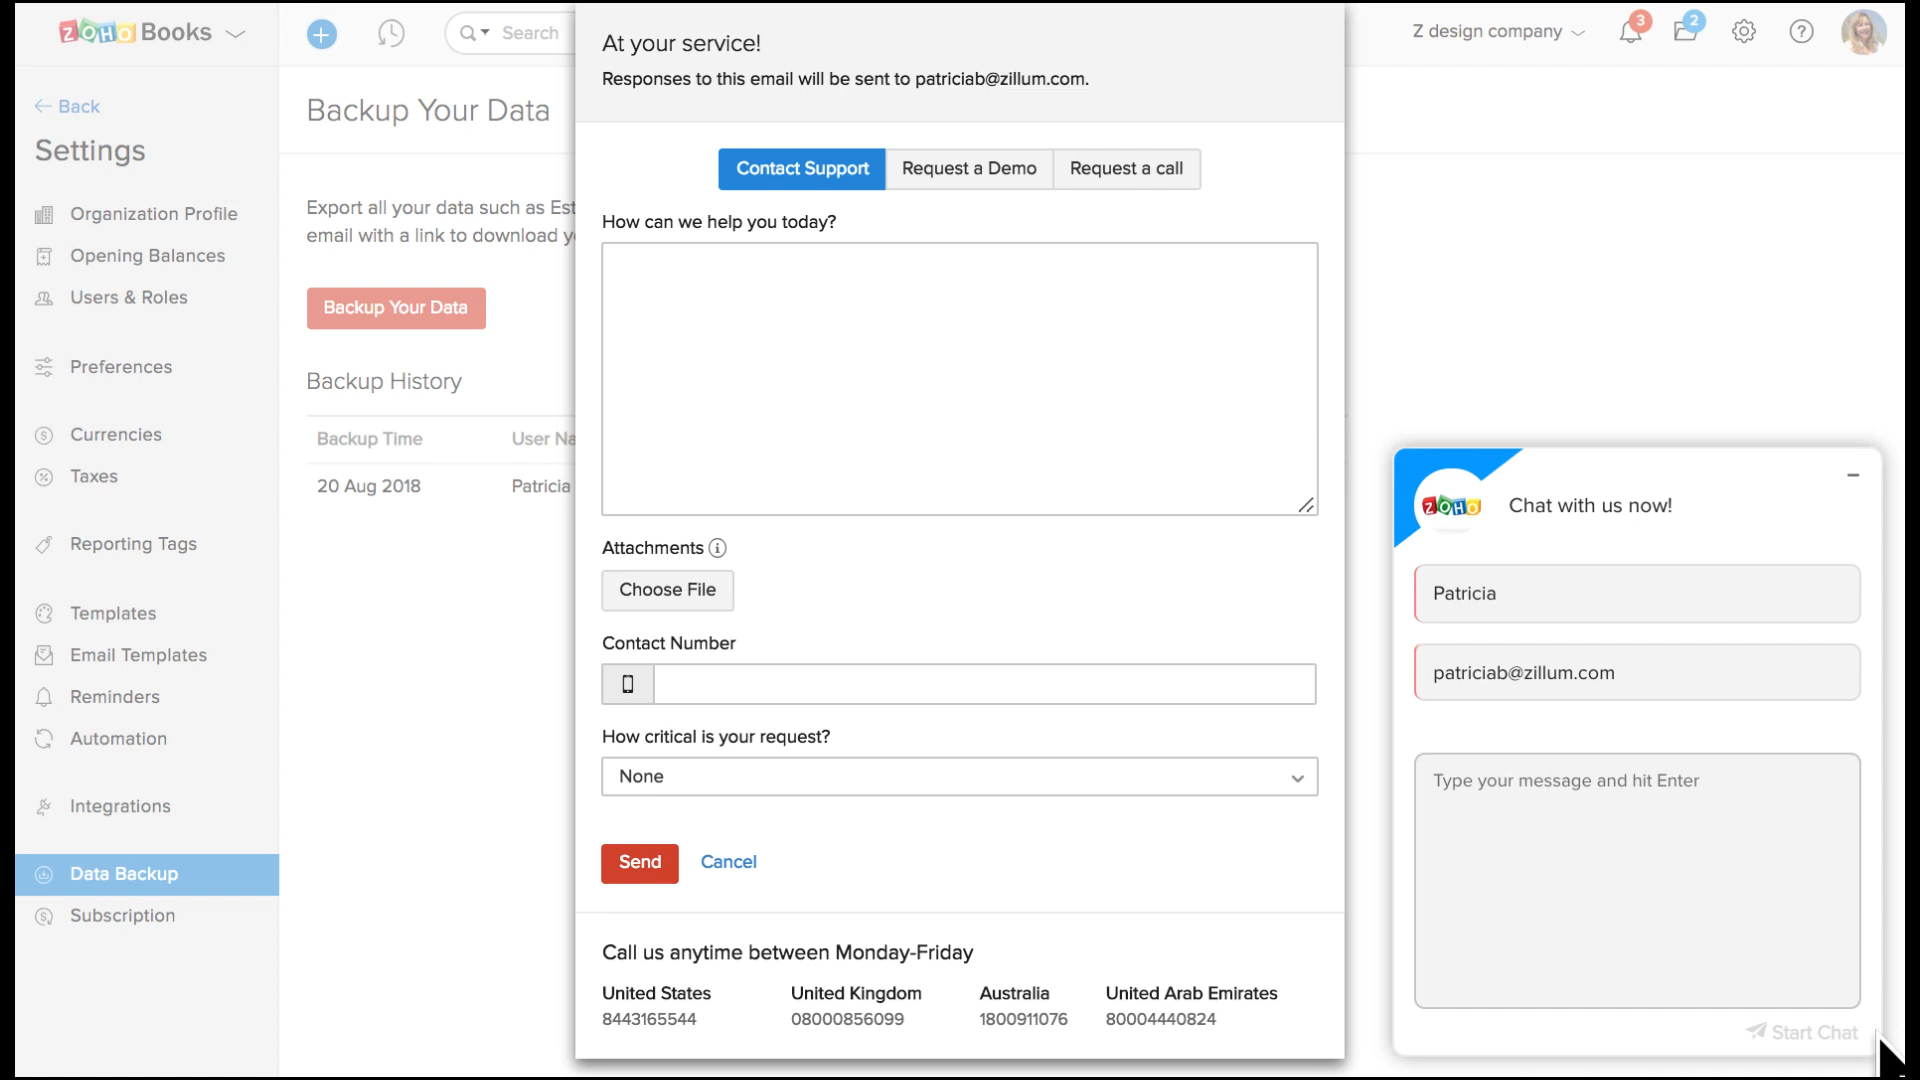 ZOHO Books
Search
Z design company
3
2
Back
Settings
Organization Profile
Opening Balances
Users & Roles
Preferences
Currencies
Taxes
Reporting Tags
Templates
Email Templates
Reminders
Automation
Integrations
Data Backup
Subscription
Backup Your Data
Export all your data such as Est
email with a link to download
Backup Your Data
Backup History
Backup Time User Na
20 Aug 2018 Patricia
At your service!
Responses to this email will be sent to patriciab@zillum.com.
Contact Support Request a Demo Request a call
How can we help you today?
Attachments
Choose File
Contact Number
How critical is your request?
None
Send Cancel
Call us anytime between Monday-Friday
United States United Kingdom Australia United Arab Emirates
8443165544 08000856099 1800911076 80004440824
ZOHO
Chat with us now!
Patricia
patriciab@zillum.com
Type your message and hit Enter
Start Chat